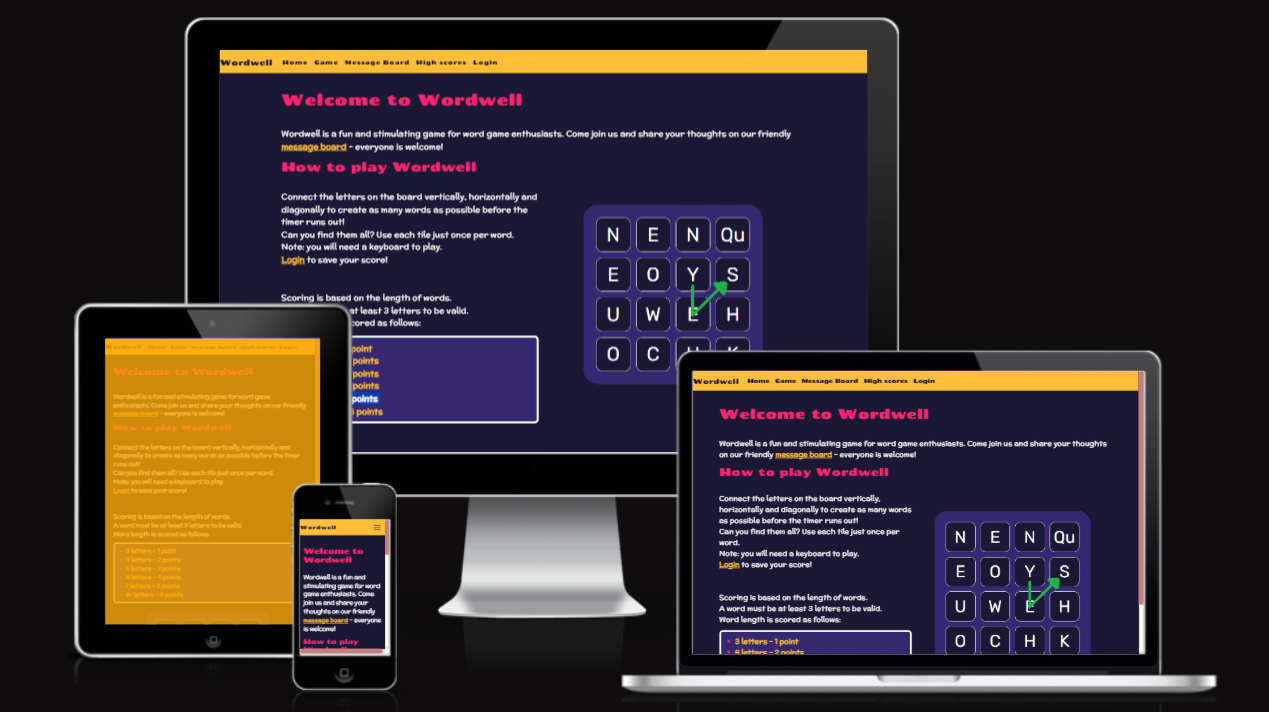 Wordwell Home Game Message Board High scores Login
Welcome to Wordwell
Wordwell is a fun and stimulating game for word game enthusiasts. Come join us and share your thoughts on our friendly
message board - everyone is welcome!
How to play Wordwell
Connect the letters on the board vertically, horizontally and
diagonally to create as many words as possible before the
timer runs out!
Can you find them all? Use each tile just once per word.
Note: you will need a keyboard to play.
Login to save your score!
Scoring is based on the length of words.
at least 3 letters to be valid.
cored as follows:
point
points
points
points
points
points
N E N Qu
E O Y S
U W E H
O C
Wordwell Home Game Message Board High scores Login
Welcome to Wordwell
Wordwell is a fun and stimulating game for word game
enthusiasts. Come join us and share your thoughts on our friendly
message board - everyone is welcome!
How to play Wordwell
Connect the letters on the board vertically, horizontally and
diagonally to create as many words as possible before the timer
runs out!
Can you find them all? Use each tile just once per word.
Note: you will need a keyboard to play.
Login to save your score!
Scoring is based on the length of words.
A word must be at least 3 letters to be valid.
Word length is scored as follows:
3 letters - 1 point
4 letters - 2 points
5 letters - 3 points
6 letters - 4 points
7 letters - 5 points
Wordwell
Welcome to
Wordwell
Wordwell is a fun and
stimulating game for word
game enthusiasts. Come
join us and share your
thoughts on our friendly
message board - everyone
is welcome!
How to play
Wordwell Home Game Message Board High scores Login
Welcome to Wordwell
Wordwell is a fun and stimulating game for word game enthusiasts. Come join us and share your thoughts
on our friendly message board - everyone is welcome!
How to play Wordwell
Connect the letters on the board vertically,
horizontally and diagonally to create as many words
as possible before the timer runs out!
Can you find them all? Use each tile just once per
word.
Note: you will need a keyboard to play.
Login to save your score!
Scoring is based on the length of words.
A word must be at least 3 letters to be valid.
Word length is scored as follows:
3 letters - 1 point
4 letters - 2 points
N E N Qu
E O Y S
U W E H
O C H K